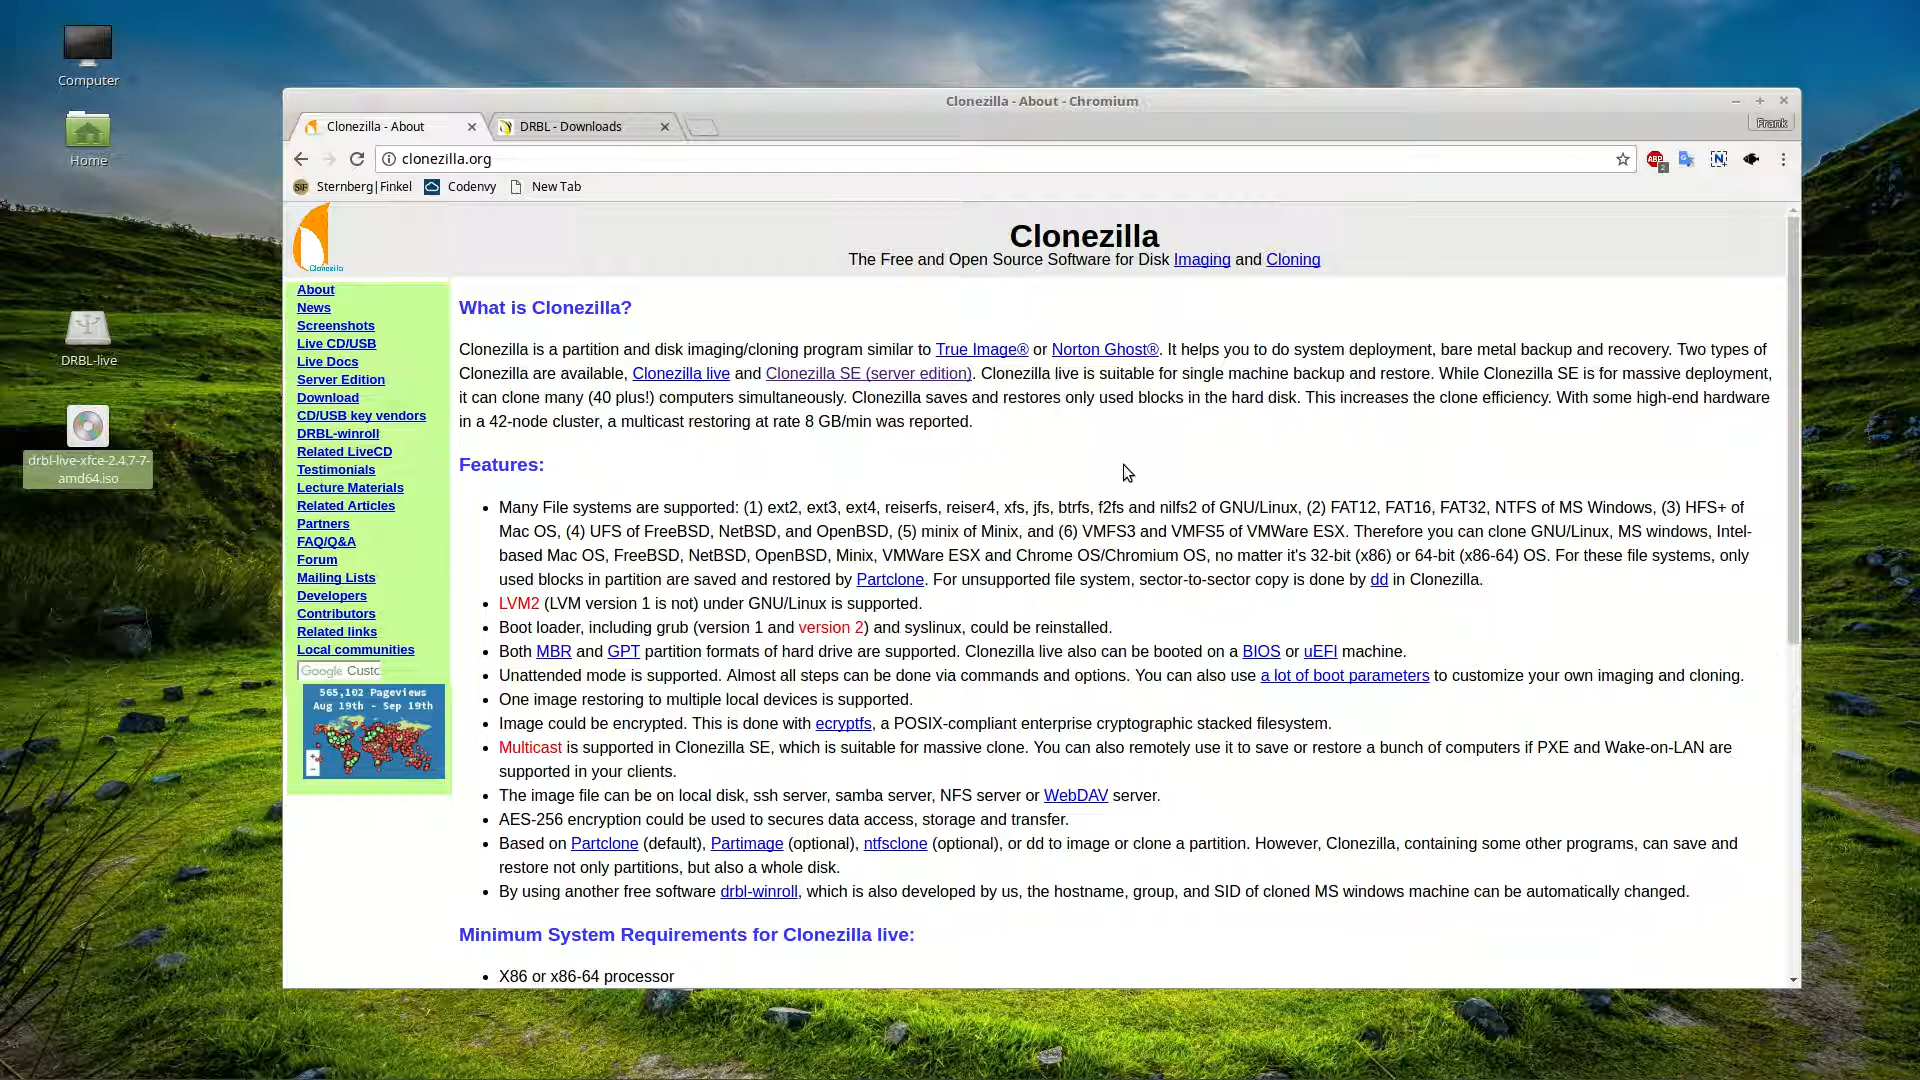 Computer
Home
DRBL-live
drbl-live-xfce-2.4.7-7-
amd64.iso
Clonezilla - About - Chromium
Clonezilla - About
DRBL - Downloads
Frank
clonezilla.org
ABP
2
N
SIF
Sternberg|Finkel
Codenvy
New Tab
Clonezilla
Clonezilla
The Free and Open Source Software for Disk Imaging and Cloning
About
News
Screenshots
Live CD/USB
Live Docs
Server Edition
Download
CD/USB key vendors
DRBL-winroll
Related LiveCD
Testimonials
Lecture Materials
Related Articles
Partners
FAQ/Q&A
Forum
Mailing Lists
Developers
Contributors
Related links
Local communities
Google Custc
565,102 Pageviews
Aug 19th - Sep 19th
What is Clonezilla?
Clonezilla is a partition and disk imaging/cloning program similar to True Image® or Norton Ghost®. It helps you to do system deployment, bare metal backup and recovery. Two types of
Clonezilla are available, Clonezilla live and Clonezilla SE (server edition). Clonezilla live is suitable for single machine backup and restore. While Clonezilla SE is for massive deployment,
it can clone many (40 plus!) computers simultaneously. Clonezilla saves and restores only used blocks in the hard disk. This increases the clone efficiency. With some high-end hardware
in a 42-node cluster, a multicast restoring at rate 8 GB/min was reported.
Features:
Many File systems are supported: (1) ext2, ext3, ext4, reiserfs, reiser4, xfs, jfs, btrfs, f2fs and nilfs2 of GNU/Linux, (2) FAT12, FAT16, FAT32, NTFS of MS Windows, (3) HFS+ of
Mac OS, (4) UFS of FreeBSD, NetBSD, and OpenBSD, (5) minix of Minix, and (6) VMFS3 and VMFS5 of VMWare ESX. Therefore you can clone GNU/Linux, MS windows, Intel-
based Mac OS, FreeBSD, NetBSD, OpenBSD, Minix, VMWare ESX and Chrome OS/Chromium OS, no matter it's 32-bit (x86) or 64-bit (x86-64) OS. For these file systems, only
used blocks in partition are saved and restored by Partclone. For unsupported file system, sector-to-sector copy is done by dd in Clonezilla.
LVM2 (LVM version 1 is not) under GNU/Linux is supported.
Boot loader, including grub (version 1 and version 2) and syslinux, could be reinstalled.
Both MBR and GPT partition formats of hard drive are supported. Clonezilla live also can be booted on a BIOS or uEFI machine.
Unattended mode is supported. Almost all steps can be done via commands and options. You can also use a lot of boot parameters to customize your own imaging and cloning.
One image restoring to multiple local devices is supported.
Image could be encrypted. This is done with ecryptfs, a POSIX-compliant enterprise cryptographic stacked filesystem.
Multicast is supported in Clonezilla SE, which is suitable for massive clone. You can also remotely use it to save or restore a bunch of computers if PXE and Wake-on-LAN are
supported in your clients.
The image file can be on local disk, ssh server, samba server, NFS server or WebDAV server.
AES-256 encryption could be used to secures data access, storage and transfer.
Based on Partclone (default), Partimage (optional), ntfsclone (optional), or dd to image or clone a partition. However, Clonezilla, containing some other programs, can save and
restore not only partitions, but also a whole disk.
By using another free software drbl-winroll, which is also developed by us, the hostname, group, and SID of cloned MS windows machine can be automatically changed.
Minimum System Requirements for Clonezilla live:
X86 or x86-64 processor